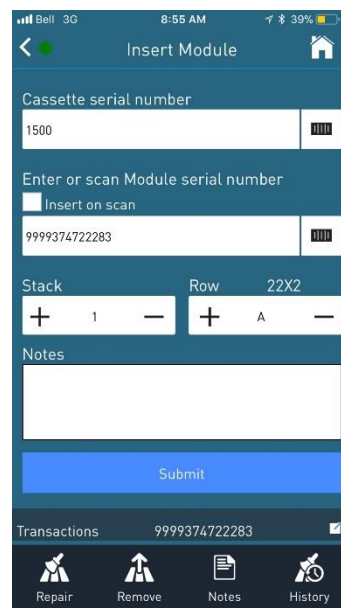 Bell 3G 8:55 AM 39%
Insert Module
Cassette serial number
1500
Enter or scan Module serial number
Insert on scan
9999374722283
Stack Row 22X2
+ 1 — + A —
Notes
Submit
Transactions 9999374722283
Repair Remove Notes History